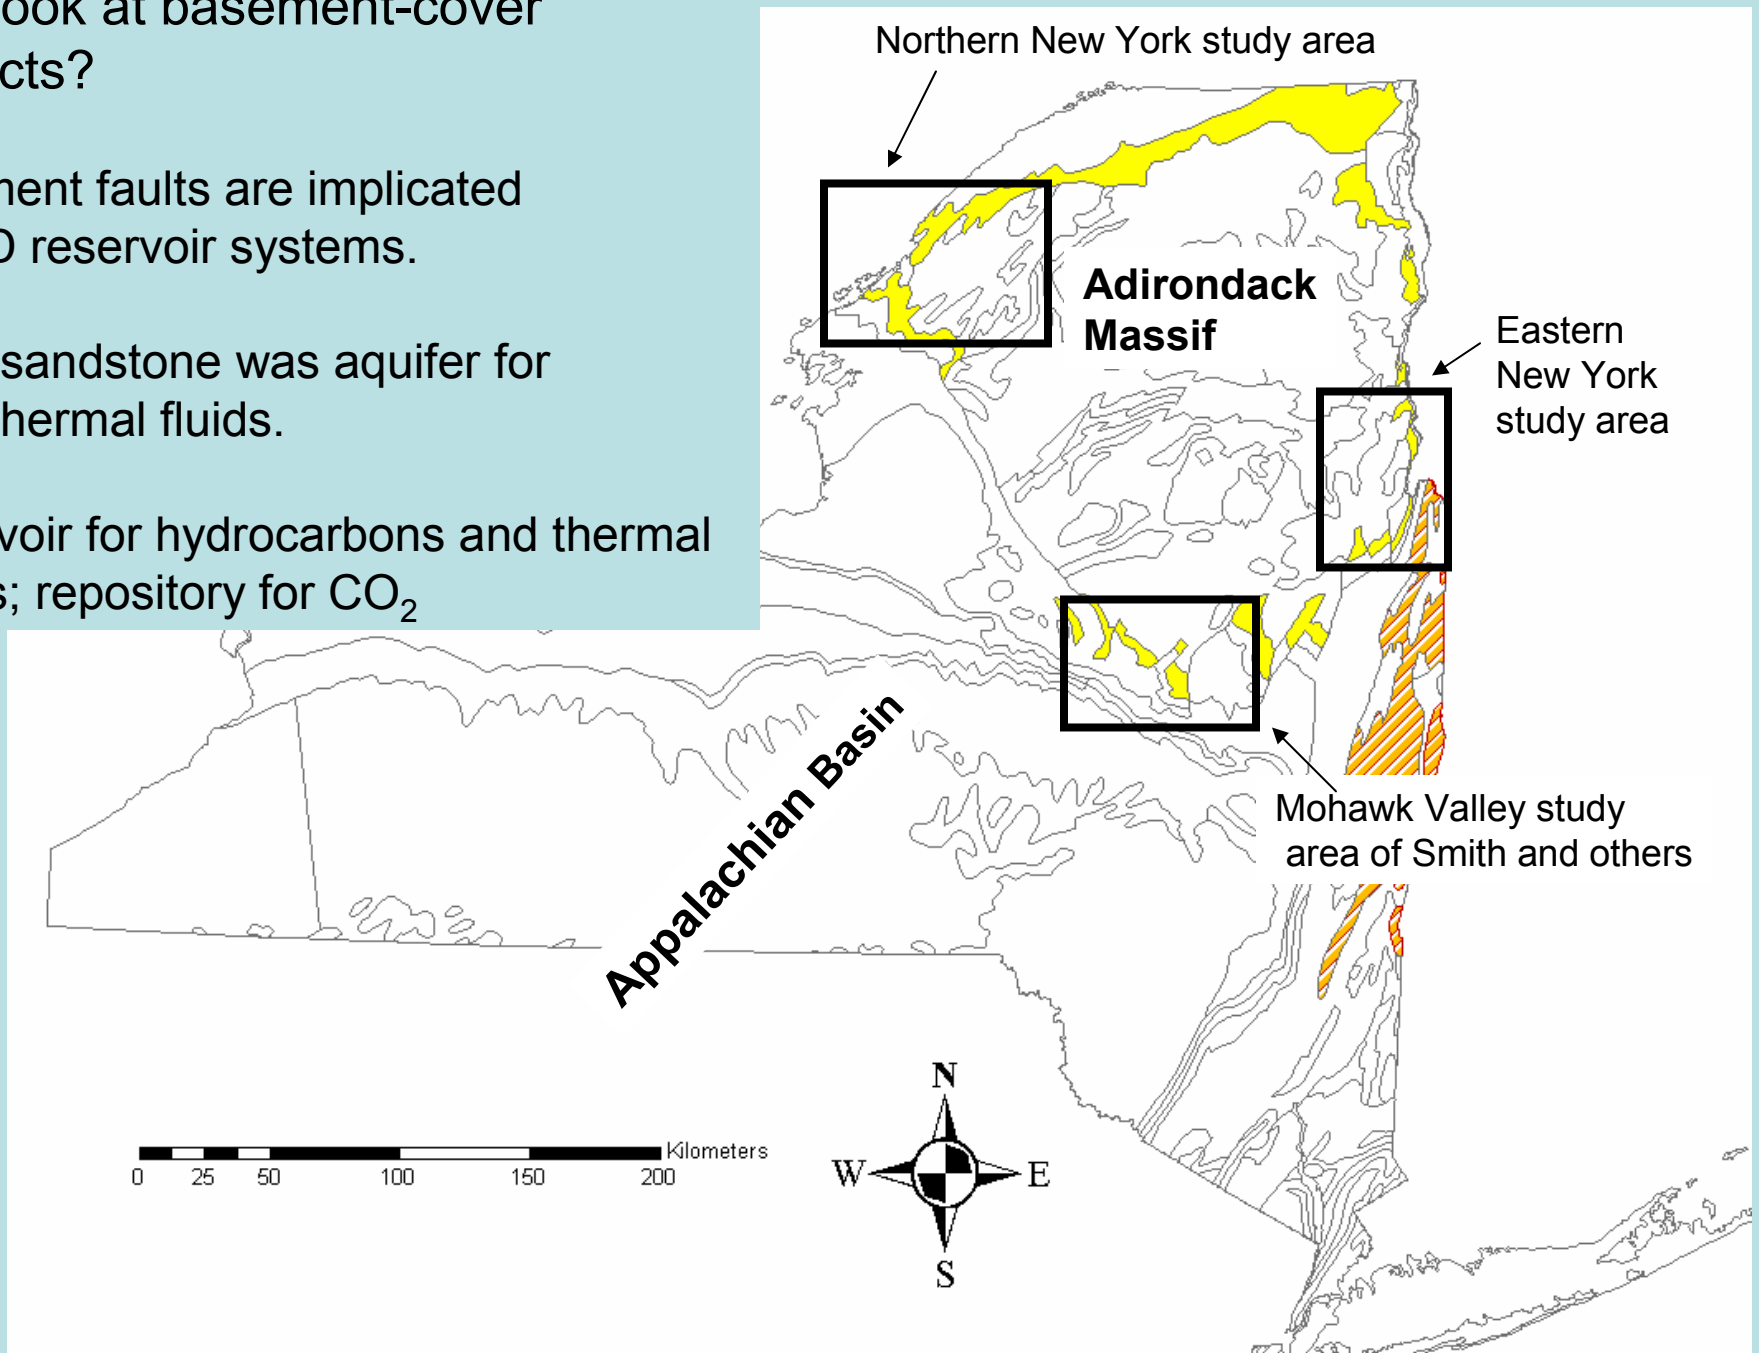 ook at basement-cover
cts?
ment faults are implicated
D reservoir systems.
sandstone was aquifer for
hermal fluids.
voir for hydrocarbons and thermal
s; repository for CO₂
Northern New York study area
Adirondack
Massif
Eastern
New York
study area
Mohawk Valley study
area of Smith and others
Appalachian Basin
N
W E
S
Kilometers
0 25 50 100 150 200